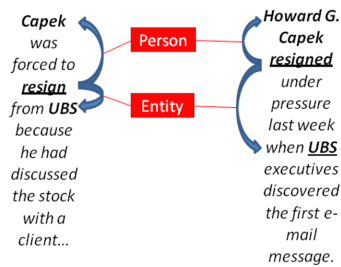 Capek
was
forced to
resign
from UBS
because
he had
discussed
the stock
with a
client...
Person
Entity
Howard G.
Capek
resigned
under
pressure
last week
when UBS
executives
discovered
the first e-
mail
message.